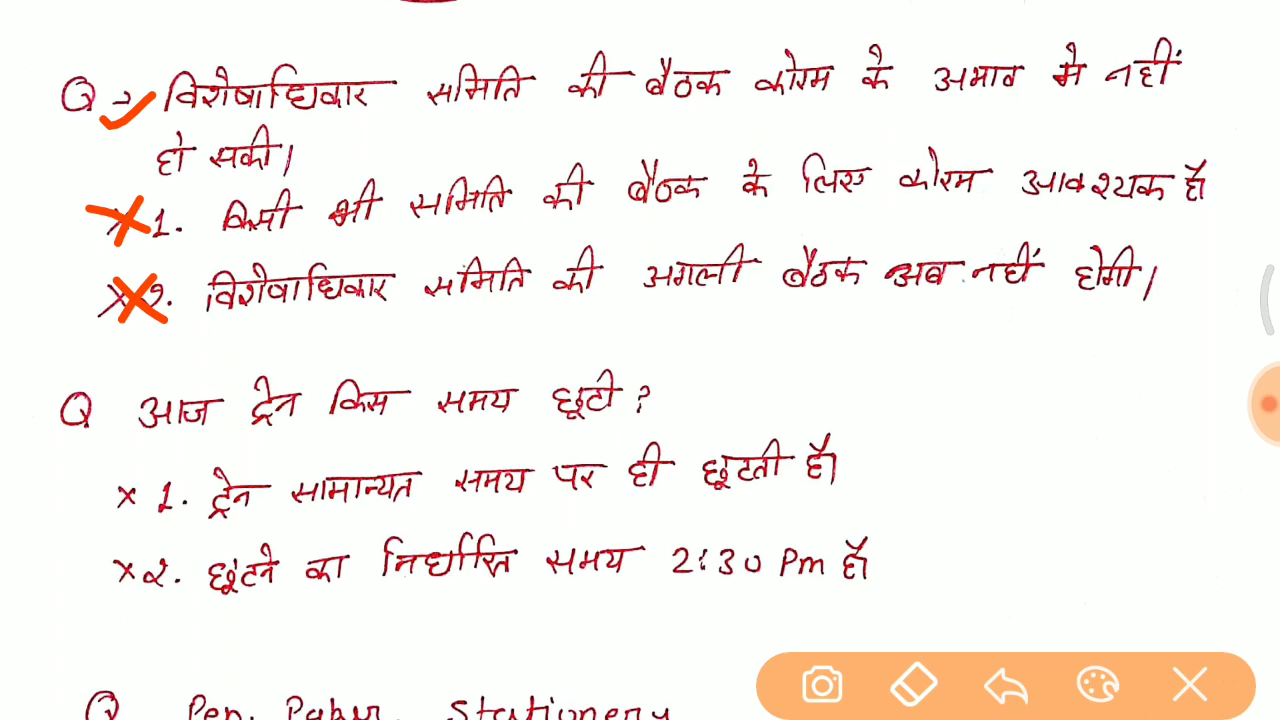 Q → विशेषाधिकार समिति की बैठक कोरम के अभाव मे नहीं
हो सकी।
× 1. किसी भी समिति की बैठक के लिए कोरम आवश्यक है
× 2. विशेषाधिकार समिति की अगली बैठक अब नहीं होगी।
Q आज ट्रेन किस समय छूटी ?
× 1. ट्रेन सामान्यत समय पर ही छूटती है
× 2. छूटने का निर्धारित समय 2:30 Pm है
Q Pen, Paper, Stationery